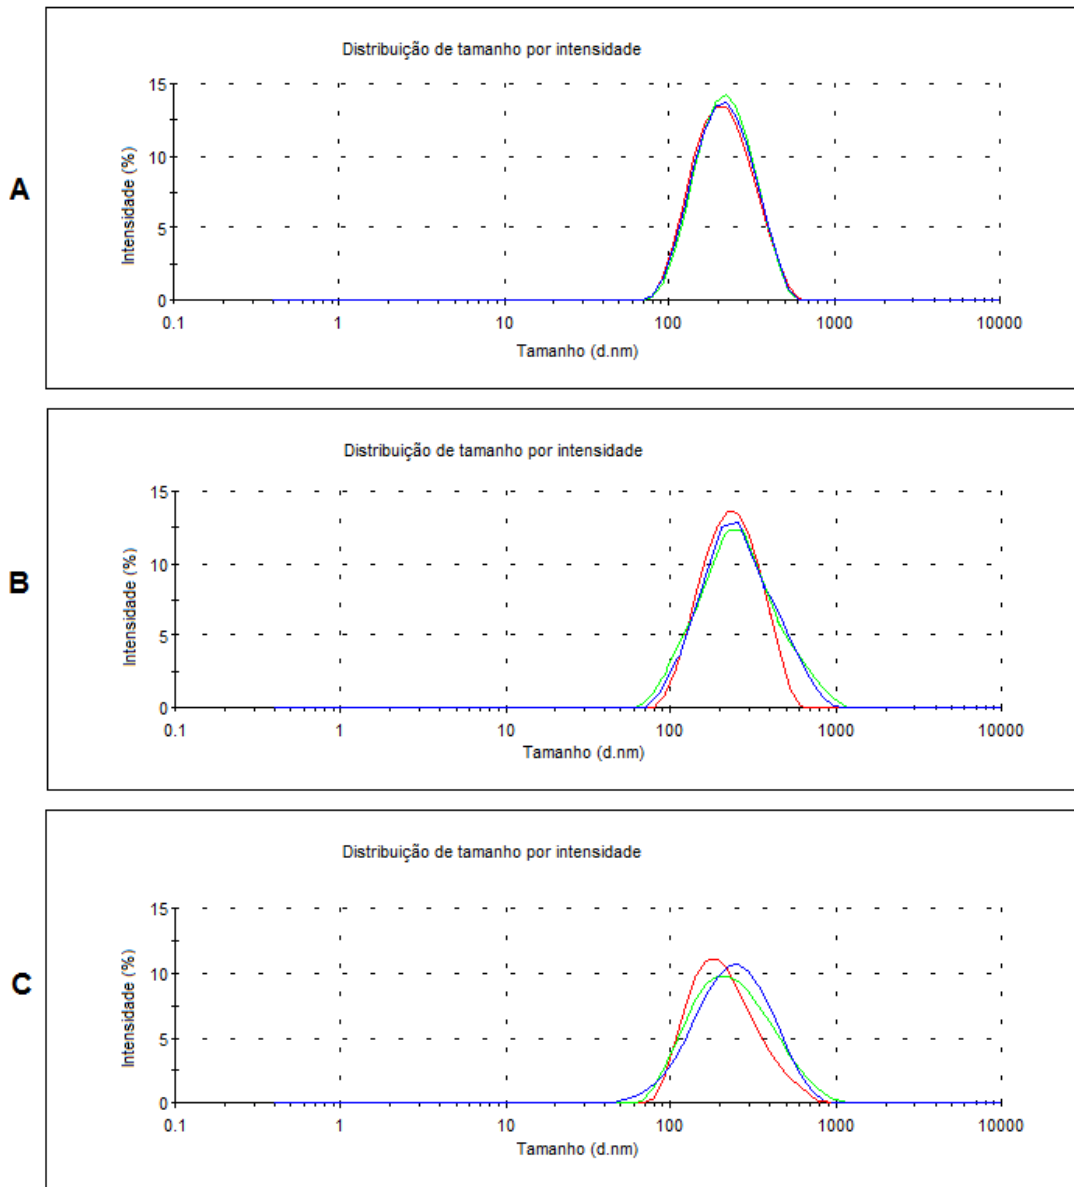 A
Distribuição de tamanho por intensidade
Intensidade (%)
15
10
5
0
0.1 1 10 100 1000 10000
Tamanho (d.nm)
B
Distribuição de tamanho por intensidade
Intensidade (%)
15
10
5
0
0.1 1 10 100 1000 10000
Tamanho (d.nm)
C
Distribuição de tamanho por intensidade
Intensidade (%)
15
10
5
0
0.1 1 10 100 1000 10000
Tamanho (d.nm)